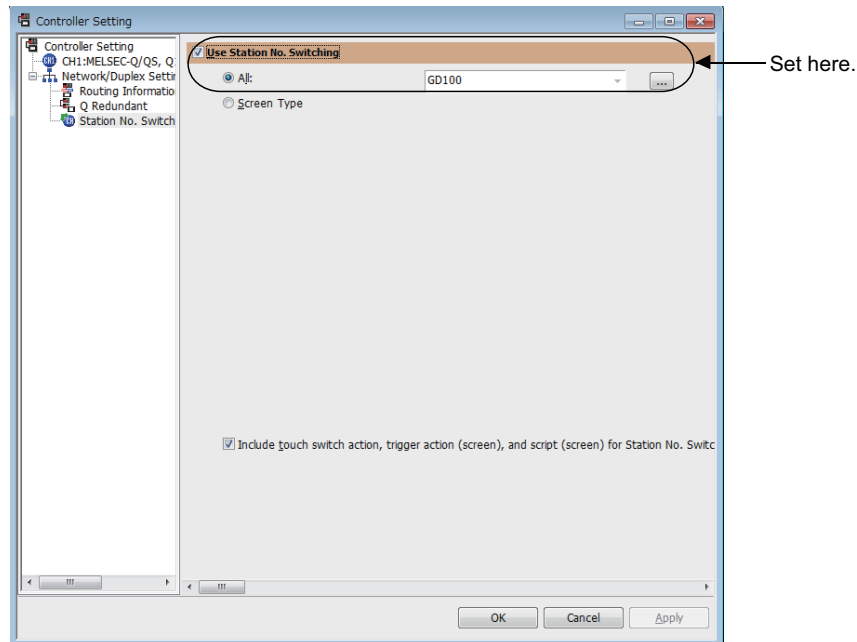 Controller Setting
Controller Setting
CH1:MELSEC-Q/QS, Q
Network/Duplex Settir
Routing Informatio
Q Redundant
Station No. Switch
Use Station No. Switching
All:
GD100
...
Screen Type
Set here.
Include touch switch action, trigger action (screen), and script (screen) for Station No. Switc
OK
Cancel
Apply